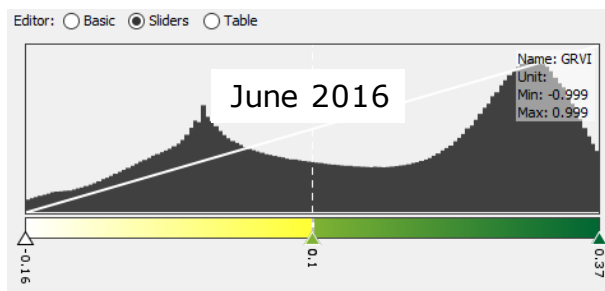 Editor: Basic Sliders Table
Name: GRVI
Unit:
Min: -0.999
Max: 0.999
June 2016
-0.16
0.1
0.37